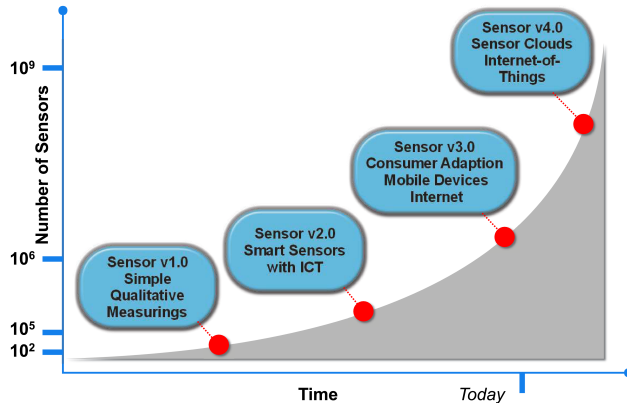 Sensor v4.0
Sensor Clouds
Internet-of-
Things
10⁹
Number of Sensors
Sensor v3.0
Consumer Adaption
Mobile Devices
Internet
Sensor v2.0
Smart Sensors
with ICT
10⁶
Sensor v1.0
Simple
Qualitative
Measurings
10⁵
10²
Time
Today